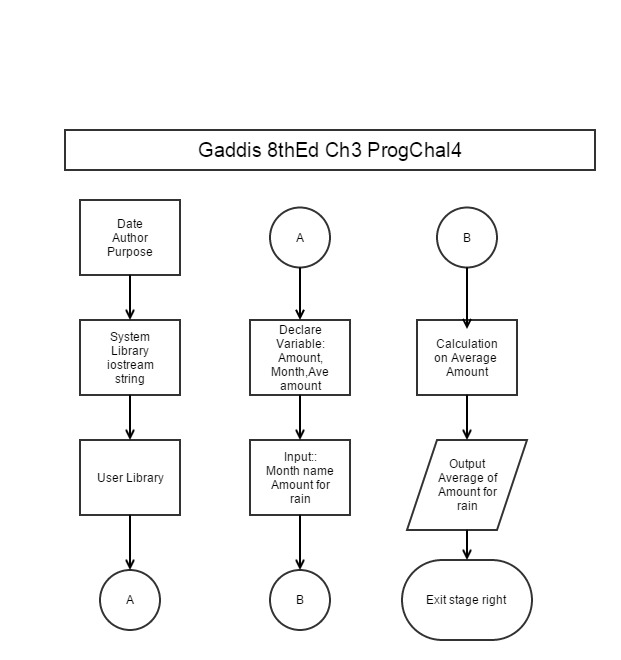 Gaddis 8thEd Ch3 ProgChal4
Date
Author
Purpose
System
Library
iostream
string
User Library
A
A
Declare
Variable:
Amount,
Month,Ave
amount
Input::
Month name
Amount for
rain
B
B
Calculation
on Average
Amount
Output
Average of
Amount for
rain
Exit stage right